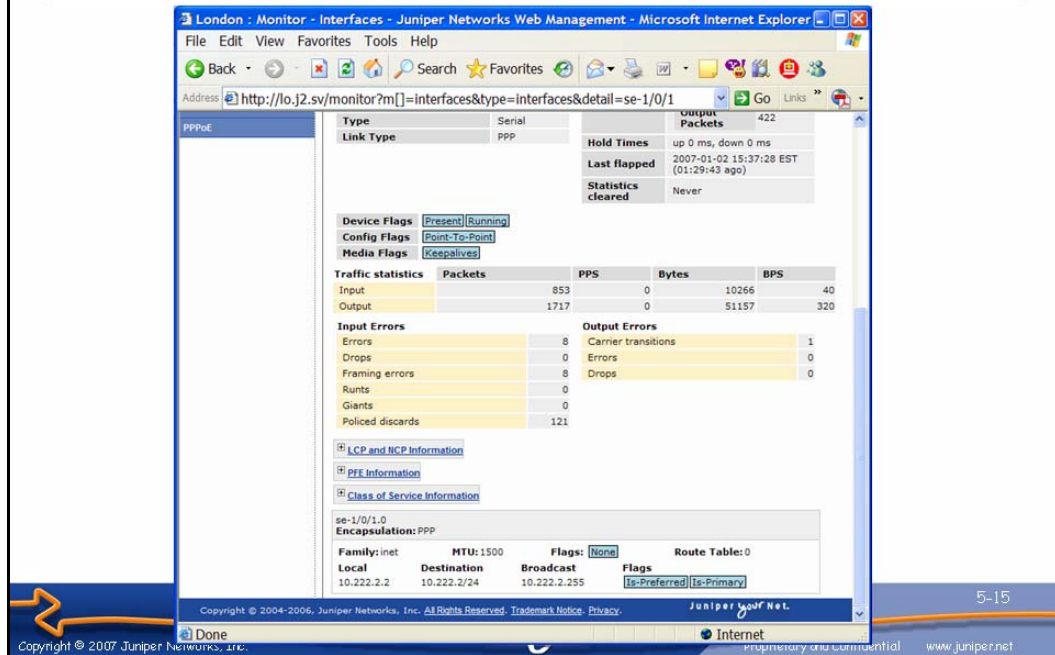 London : Monitor - Interfaces - Juniper Networks Web Management - Microsoft Internet Explorer
File Edit View Favorites Tools Help
Back Search Favorites
Address http://lo.j2.sv/monitor?m[]=interfaces&type=interfaces&detail=se-1/0/1 Go Links »
PPPoE
Type Serial Output Packets 422
Link Type PPP
Hold Times up 0 ms, down 0 ms
Last flapped 2007-01-02 15:37:28 EST (01:29:43 ago)
Statistics cleared Never
Device Flags Present Running
Config Flags Point-To-Point
Media Flags Keepalives
Traffic statistics Packets PPS Bytes BPS
Input 853 0 10266 40
Output 1717 0 51157 320
Input Errors Output Errors
Errors 8 Carrier transitions 1
Drops 0 Errors 0
Framing errors 8 Drops 0
Runts 0
Giants 0
Policed discards 121
LCP and NCP Information
PFE Information
Class of Service Information
se-1/0/1.0
Encapsulation: PPP
Family: inet MTU: 1500 Flags: None Route Table: 0
Local Destination Broadcast Flags
10.222.2.2 10.222.2/24 10.222.2.255 Is-Preferred Is-Primary
Copyright © 2004-2006, Juniper Networks, Inc. All Rights Reserved. Trademark Notice. Privacy. Juniper your Net.
Done Internet
5-15
Copyright © 2007 Juniper Networks, Inc. Proprietary and Confidential www.juniper.net